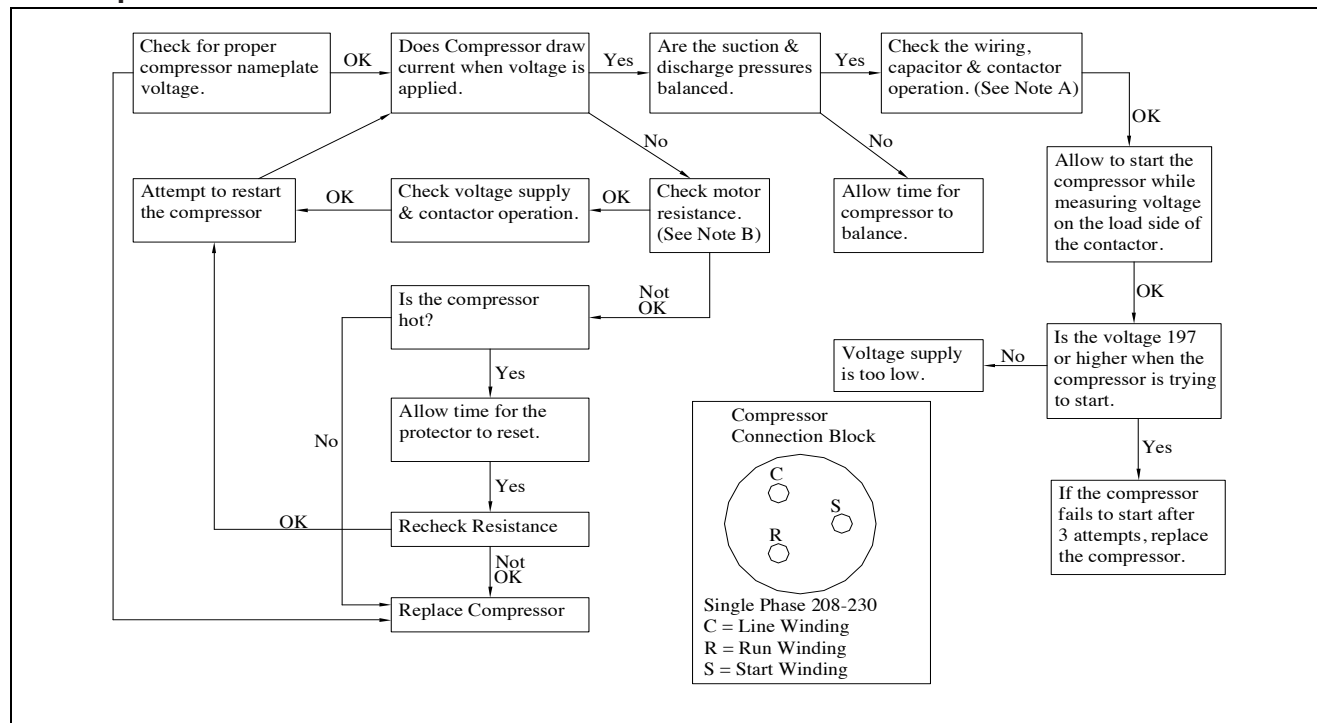 Check for proper
compressor nameplate
voltage.
OK
Does Compressor draw
current when voltage is
applied.
Yes
Are the suction &
discharge pressures
balanced.
Yes
Check the wiring,
capacitor & contactor
operation. (See Note A)
OK
No
No
Attempt to restart
the compressor
OK
Check voltage supply
& contactor operation.
OK
Check motor
resistance.
(See Note B)
Allow time for
compressor to
balance.
Allow to start the
compressor while
measuring voltage
on the load side of
the contactor.
Not
OK
OK
Is the compressor
hot?
Yes
No
Voltage supply
is too low.
No
Is the voltage 197
or higher when the
compressor is trying
to start.
Allow time for the
protector to reset.
Yes
Yes
OK
Recheck Resistance
Not
OK
Replace Compressor
If the compressor
fails to start after
3 attempts, replace
the compressor.
Compressor
Connection Block
C
S
R
Single Phase 208-230
C = Line Winding
R = Run Winding
S = Start Winding